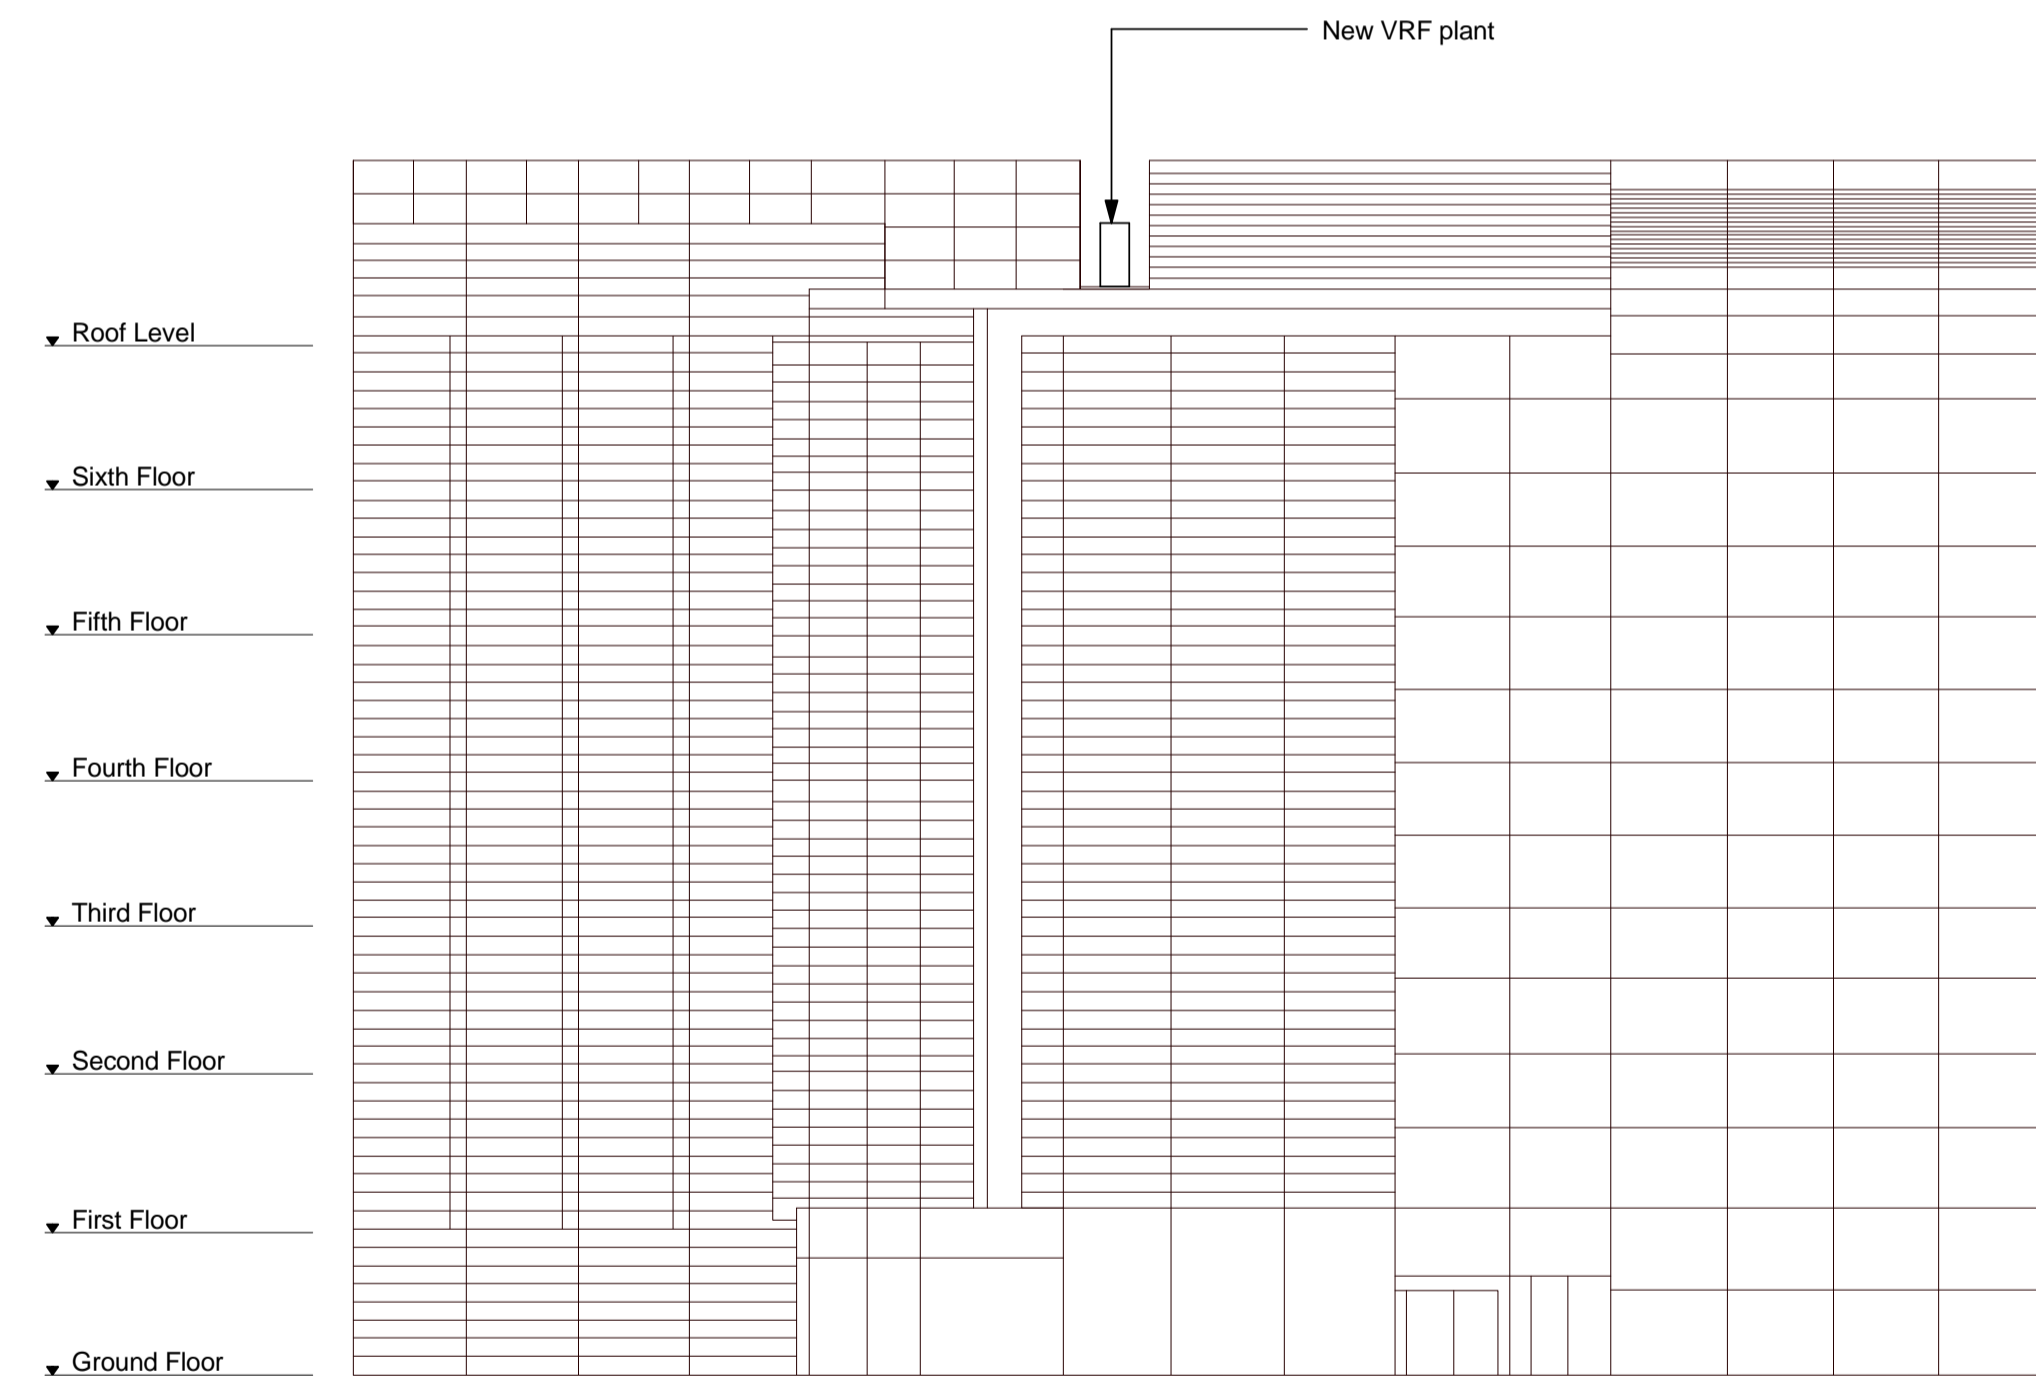 New VRF plant
Roof Level
Sixth Floor
Fifth Floor
Fourth Floor
Third Floor
Second Floor
First Floor
Ground Floor